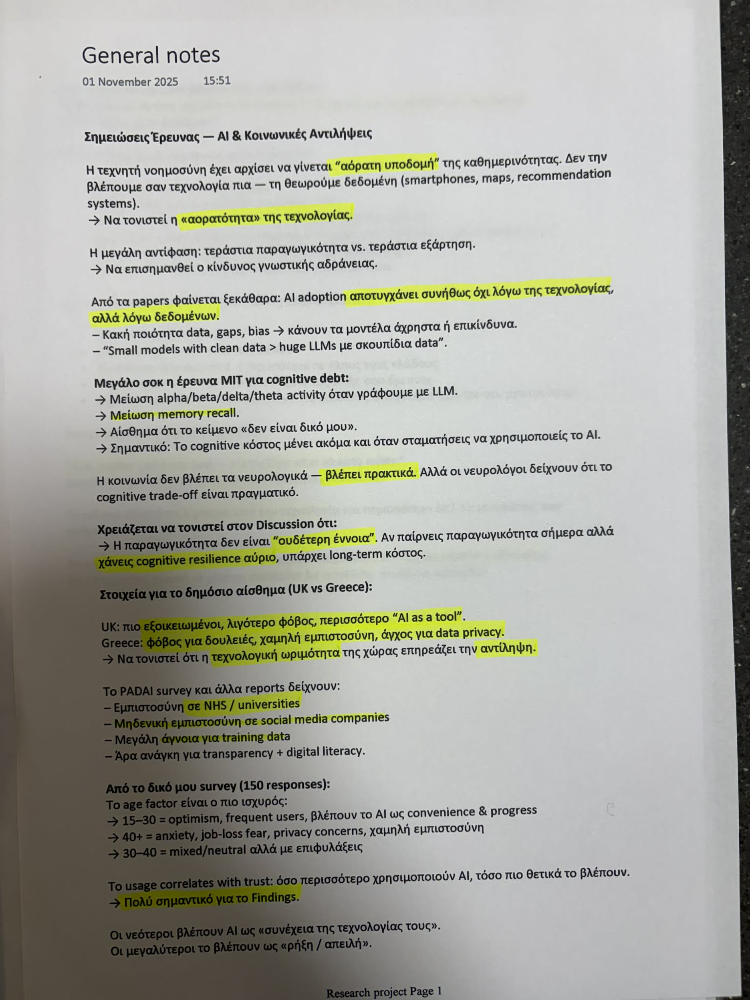 General notes
01 November 2025 15:51
Σημειώσεις Έρευνας — AI & Κοινωνικές Αντιλήψεις
Η τεχνητή νοημοσύνη έχει αρχίσει να γίνεται “αόρατη υποδομή” της καθημερινότητας. Δεν την
βλέπουμε σαν τεχνολογία πια — τη θεωρούμε δεδομένη (smartphones, maps, recommendation
systems).
→ Να τονιστεί η «αορατότητα» της τεχνολογίας.
Η μεγάλη αντίφαση: τεράστια παραγωγικότητα vs. τεράστια εξάρτηση.
→ Να επισημανθεί ο κίνδυνος γνωστικής αδράνειας.
Από τα papers φαίνεται ξεκάθαρα: AI adoption αποτυγχάνει συνήθως όχι λόγω της τεχνολογίας,
αλλά λόγω δεδομένων.
– Κακή ποιότητα data, gaps, bias → κάνουν τα μοντέλα άχρηστα ή επικίνδυνα.
– “Small models with clean data > huge LLMs με σκουπίδια data”.
Μεγάλο σοκ η έρευνα MIT για cognitive debt:
→ Μείωση alpha/beta/delta/theta activity όταν γράφουμε με LLM.
→ Μείωση memory recall.
→ Αίσθημα ότι το κείμενο «δεν είναι δικό μου».
→ Σημαντικό: Το cognitive κόστος μένει ακόμα και όταν σταματήσεις να χρησιμοποιείς το AI.
Η κοινωνία δεν βλέπει τα νευρολογικά — βλέπει πρακτικά. Αλλά οι νευρολόγοι δείχνουν ότι το
cognitive trade-off είναι πραγματικό.
Χρειάζεται να τονιστεί στον Discussion ότι:
→ Η παραγωγικότητα δεν είναι “ουδέτερη έννοια”. Αν παίρνεις παραγωγικότητα σήμερα αλλά
χάνεις cognitive resilience αύριο, υπάρχει long-term κόστος.
Στοιχεία για το δημόσιο αίσθημα (UK vs Greece):
UK: πιο εξοικειωμένοι, λιγότερο φόβος, περισσότερο “AI as a tool”.
Greece: φόβος για δουλειές, χαμηλή εμπιστοσύνη, άγχος για data privacy.
→ Να τονιστεί ότι η τεχνολογική ωριμότητα της χώρας επηρεάζει την αντίληψη.
Το PADAI survey και άλλα reports δείχνουν:
– Εμπιστοσύνη σε NHS / universities
– Μηδενική εμπιστοσύνη σε social media companies
– Μεγάλη άγνοια για training data
– Άρα ανάγκη για transparency + digital literacy.
Από το δικό μου survey (150 responses):
Το age factor είναι ο πιο ισχυρός:
→ 15–30 = optimism, frequent users, βλέπουν το AI ως convenience & progress
→ 40+ = anxiety, job-loss fear, privacy concerns, χαμηλή εμπιστοσύνη
→ 30–40 = mixed/neutral αλλά με επιφυλάξεις
Το usage correlates with trust: όσο περισσότερο χρησιμοποιούν AI, τόσο πιο θετικά το βλέπουν.
→ Πολύ σημαντικό για το Findings.
Οι νεότεροι βλέπουν AI ως «συνέχεια της τεχνολογίας τους».
Οι μεγαλύτεροι το βλέπουν ως «ρήξη / απειλή».
Research project Page 1